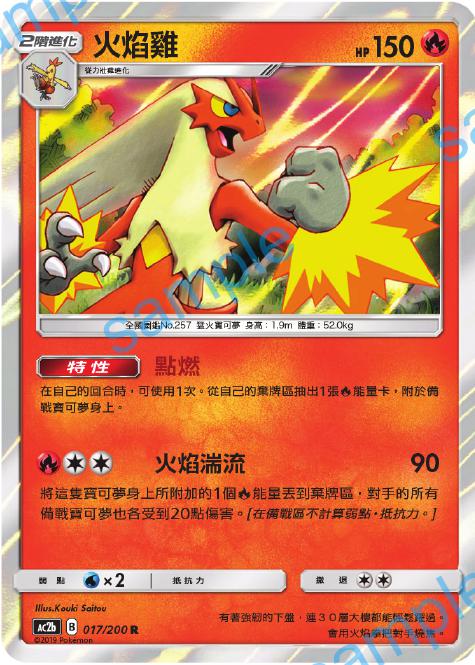 2階進化
火焰雞
HP 150
從力壯雞進化
全國圖鑑No.257 猛火寶可夢 身高：1.9m 體重：52.0kg
特性 點燃
在自己的回合時，可使用1次。從自己的棄牌區抽出1張能量卡，附於備
戰寶可夢身上。
火焰湍流 90
將這隻寶可夢身上所附加的1個能量丟到棄牌區，對手的所有
備戰寶可夢也各受到20點傷害。[在備戰區不計算弱點・抵抗力。]
弱點 ×2 抵抗力 撤退
Illus.Kouki Saitou
AC2b B 017/200 R
©2019 Pokémon
有著強韌的下盤，連30層大樓都能輕鬆躍過。
會用火焰拳把對手燒焦。
sample